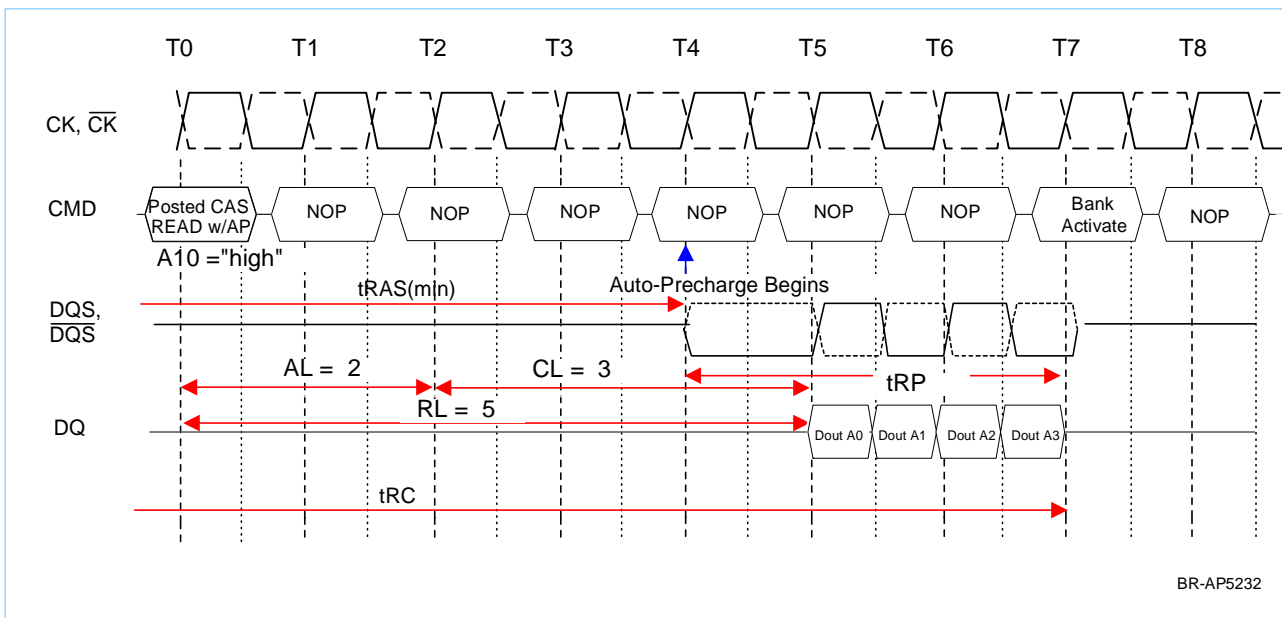 T0 T1 T2 T3 T4 T5 T6 T7 T8
CK, CK
CMD
Posted CAS READ w/AP
NOP
NOP
NOP
NOP
NOP
NOP
Bank Activate
NOP
A10 ="high"
tRAS(min)
Auto-Precharge Begins
DQS,
DQS
AL = 2
CL = 3
tRP
RL = 5
DQ
Dout A0
Dout A1
Dout A2
Dout A3
tRC
BR-AP5232